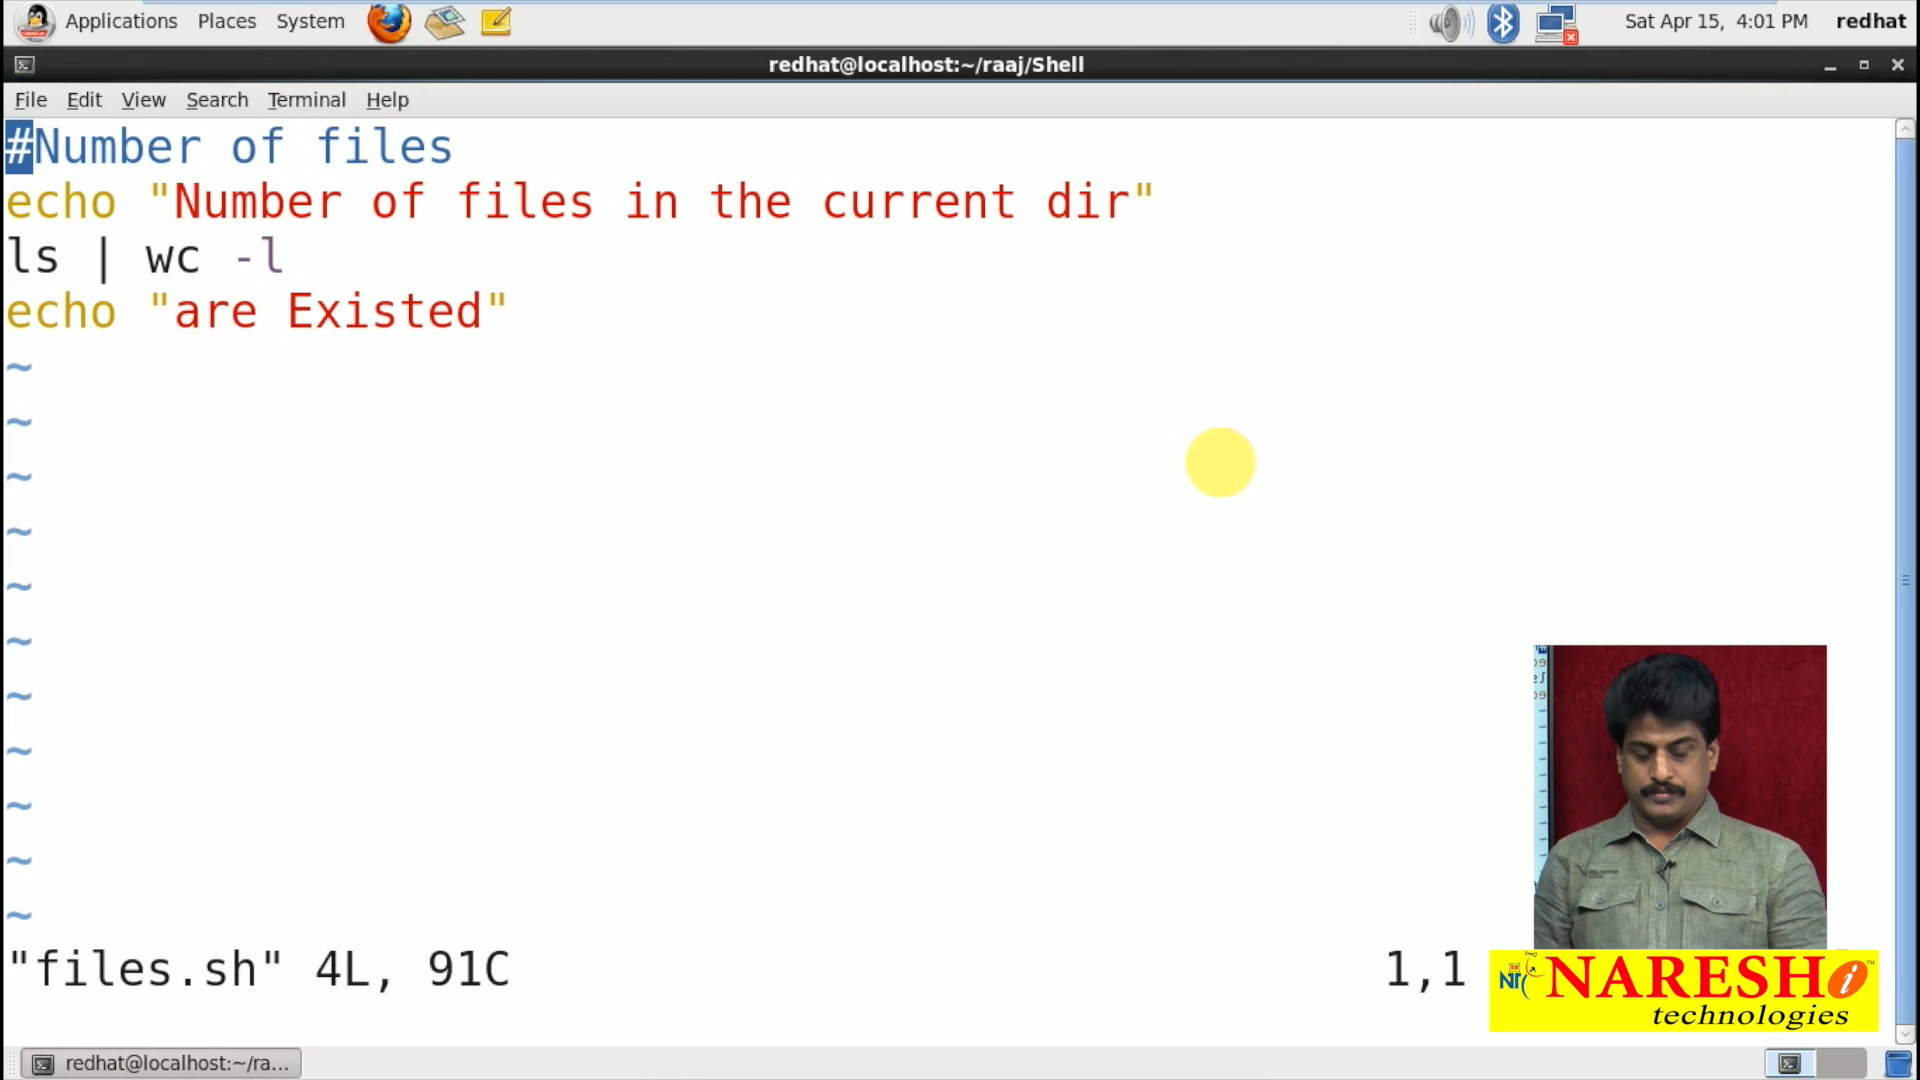 Applications Places System Sat Apr 15, 4:01 PM redhat
redhat@localhost:~/raaj/Shell
File Edit View Search Terminal Help
#Number of files
echo "Number of files in the current dir"
ls | wc -l
echo "are Existed"
~
~
~
~
~
~
~
~
~
~
~
"files.sh" 4L, 91C 1,1
NARESH i
technologies
redhat@localhost:~/ra...